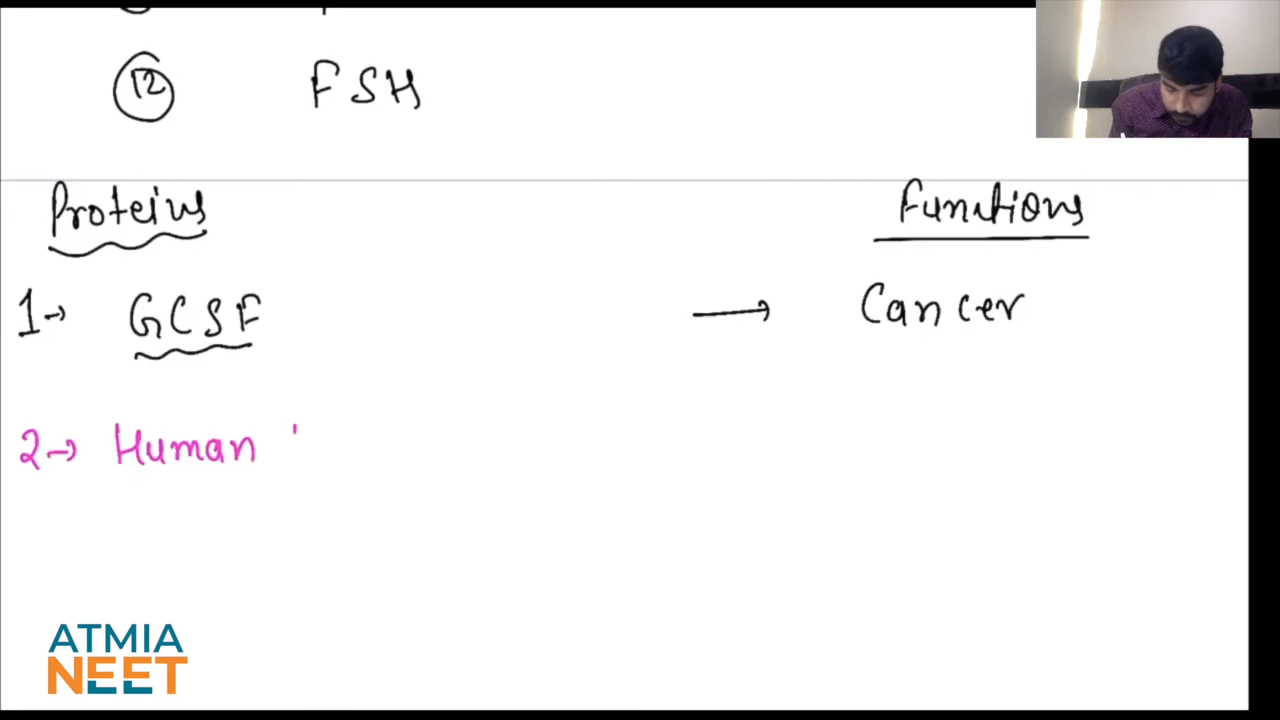 12 FSH
Proteins Functions
1→ GCSF → Cancer
2→ Human
ATMIA
NEET